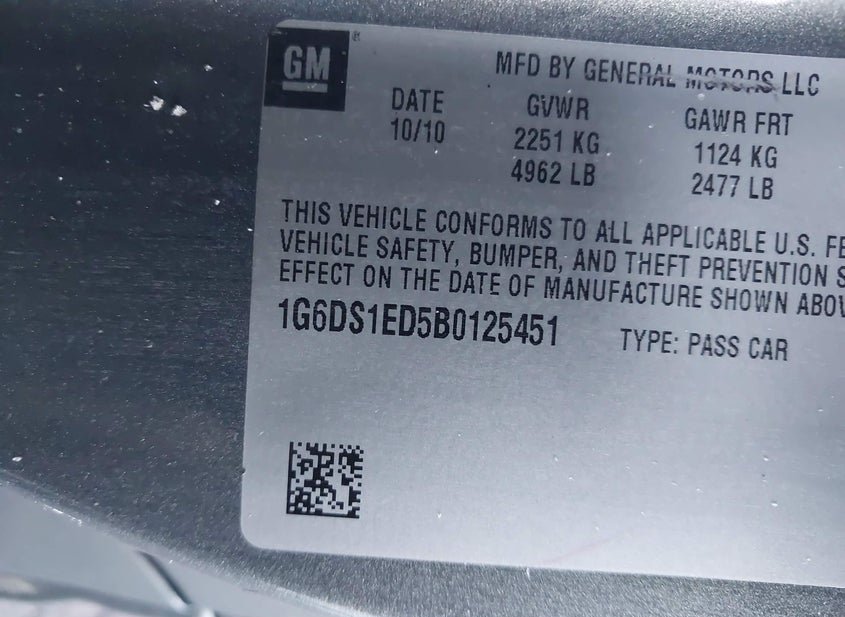 GM ®
MFD BY GENERAL MOTORS LLC
DATE GVWR GAWR FRT
10/10 2251 KG 1124 KG
4962 LB 2477 LB
THIS VEHICLE CONFORMS TO ALL APPLICABLE U.S. FE
VEHICLE SAFETY, BUMPER, AND THEFT PREVENTION S
EFFECT ON THE DATE OF MANUFACTURE SHOWN ABOV
1G6DS1ED5B0125451 TYPE: PASS CAR